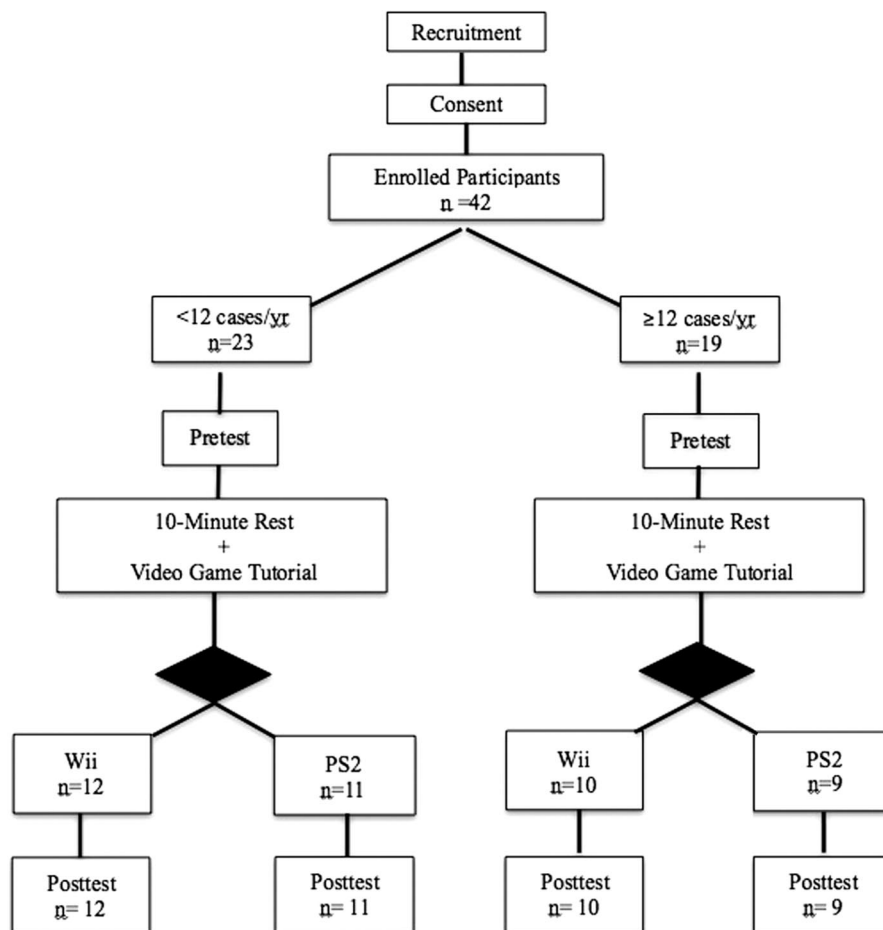 Recruitment
Consent
Enrolled Participants
n =42
<12 cases/yr
n=23
≥12 cases/yr
n=19
Pretest
Pretest
10-Minute Rest
+
Video Game Tutorial
10-Minute Rest
+
Video Game Tutorial
Wii
n=12
PS2
n=11
Wii
n=10
PS2
n=9
Posttest
n= 12
Posttest
n= 11
Posttest
n= 10
Posttest
n= 9